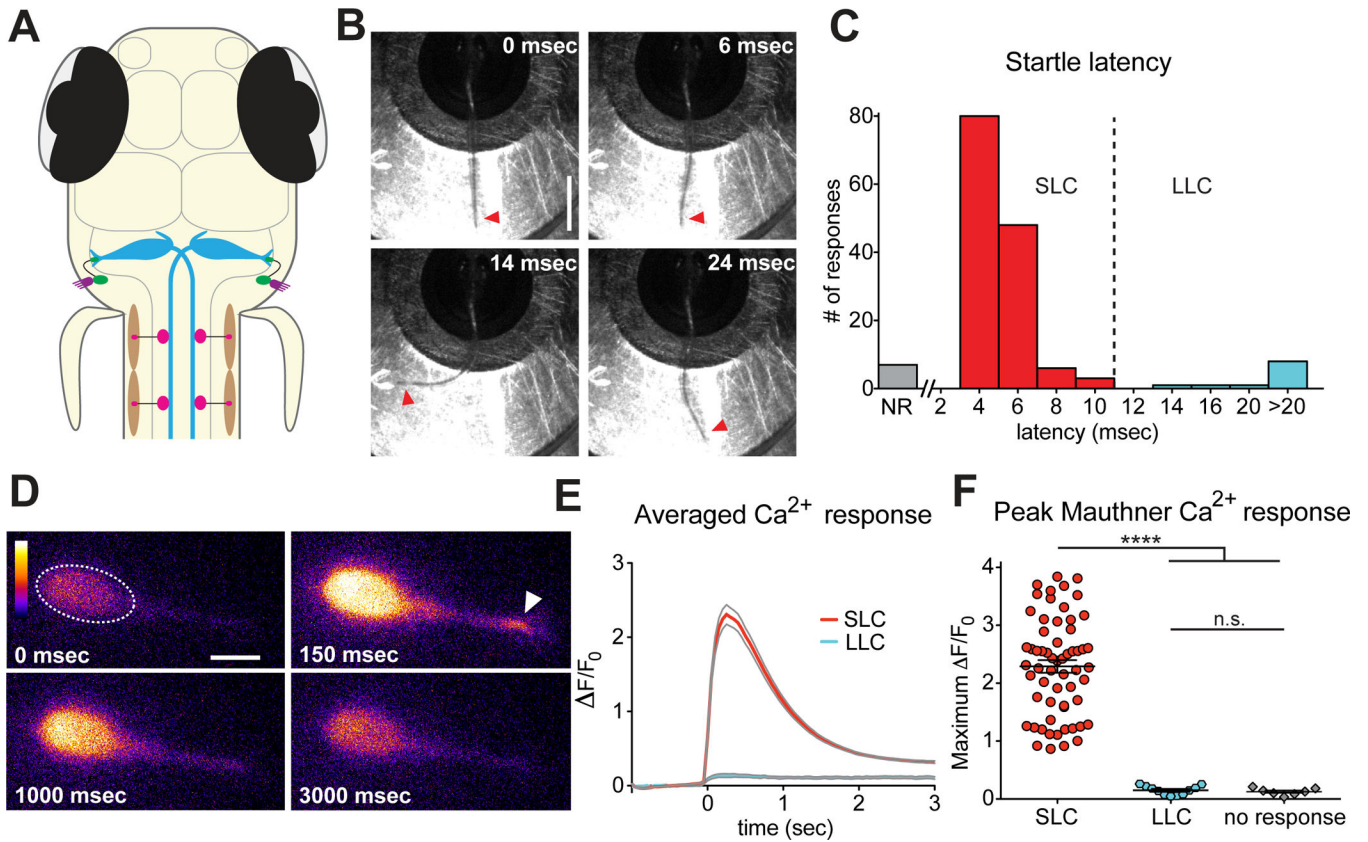 A
B
0 msec
6 msec
14 msec
24 msec
C
Startle latency
# of responses
80
60
40
20
0
SLC
LLC
NR
2
4
6
8
10
12
14
16
20
>20
latency (msec)
D
0 msec
150 msec
1000 msec
3000 msec
E
Averaged Ca²⁺ response
ΔF/F₀
3
2
1
0
SLC
LLC
0
1
2
3
time (sec)
F
Peak Mauthner Ca²⁺ response
****
n.s.
Maximum ΔF/F₀
4
3
2
1
0
SLC
LLC
no response